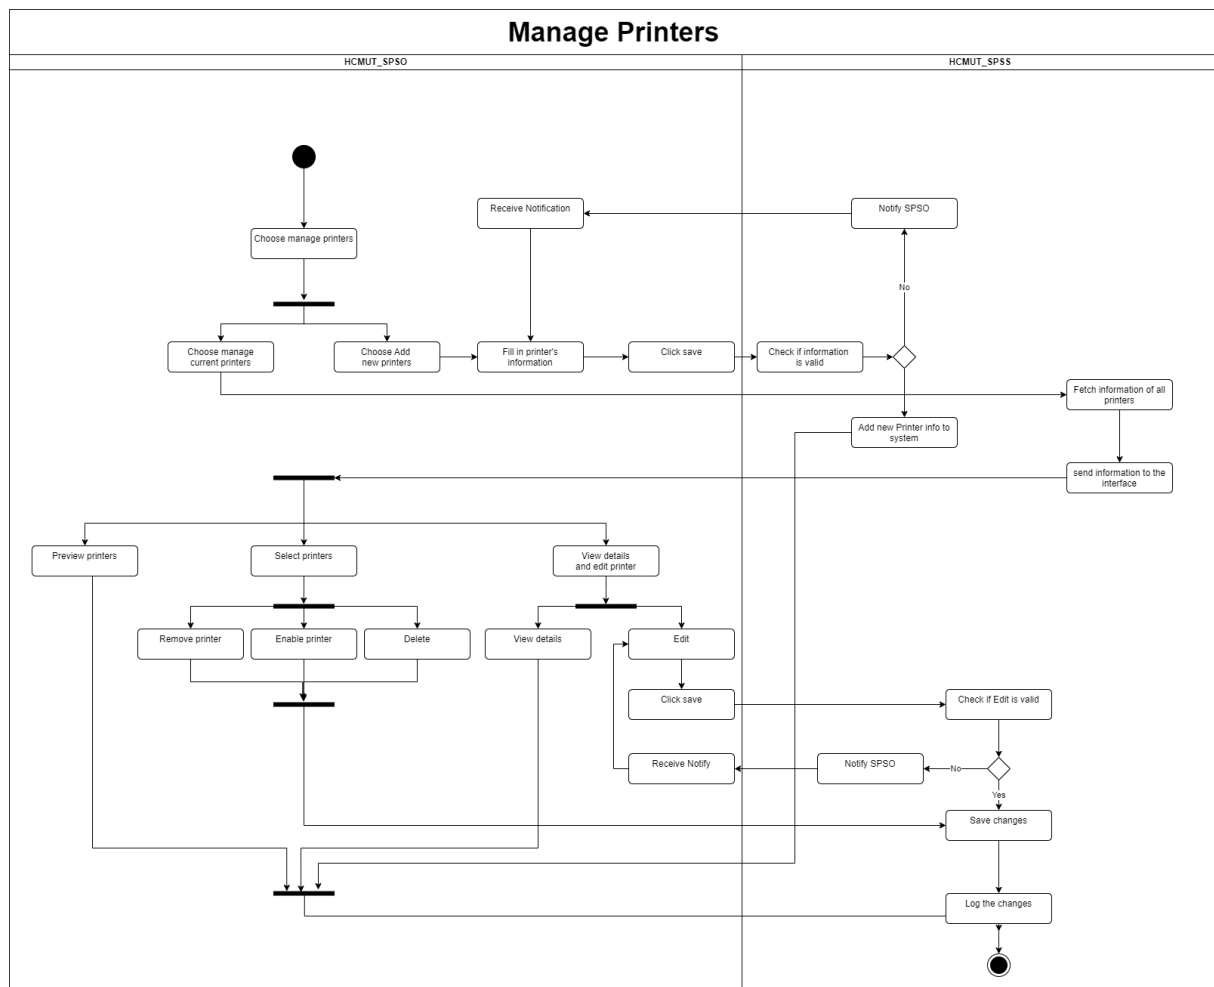 Manage Printers
HCMUT_SPSO
HCMUT_SPSS
Receive Notification
Notify SPSO
Choose manage printers
No
Choose manage
current printers
Choose Add
new printers
Fill in printer's
information
Click save
Check if information
is valid
Fetch information of all
printers
Add new Printer info to
system
send information to the
interface
Preview printers
Select printers
View details
and edit printer
Remove printer
Enable printer
Delete
View details
Edit
Click save
Check if Edit is valid
Receive Notify
Notify SPSO
No
Yes
Save changes
Log the changes